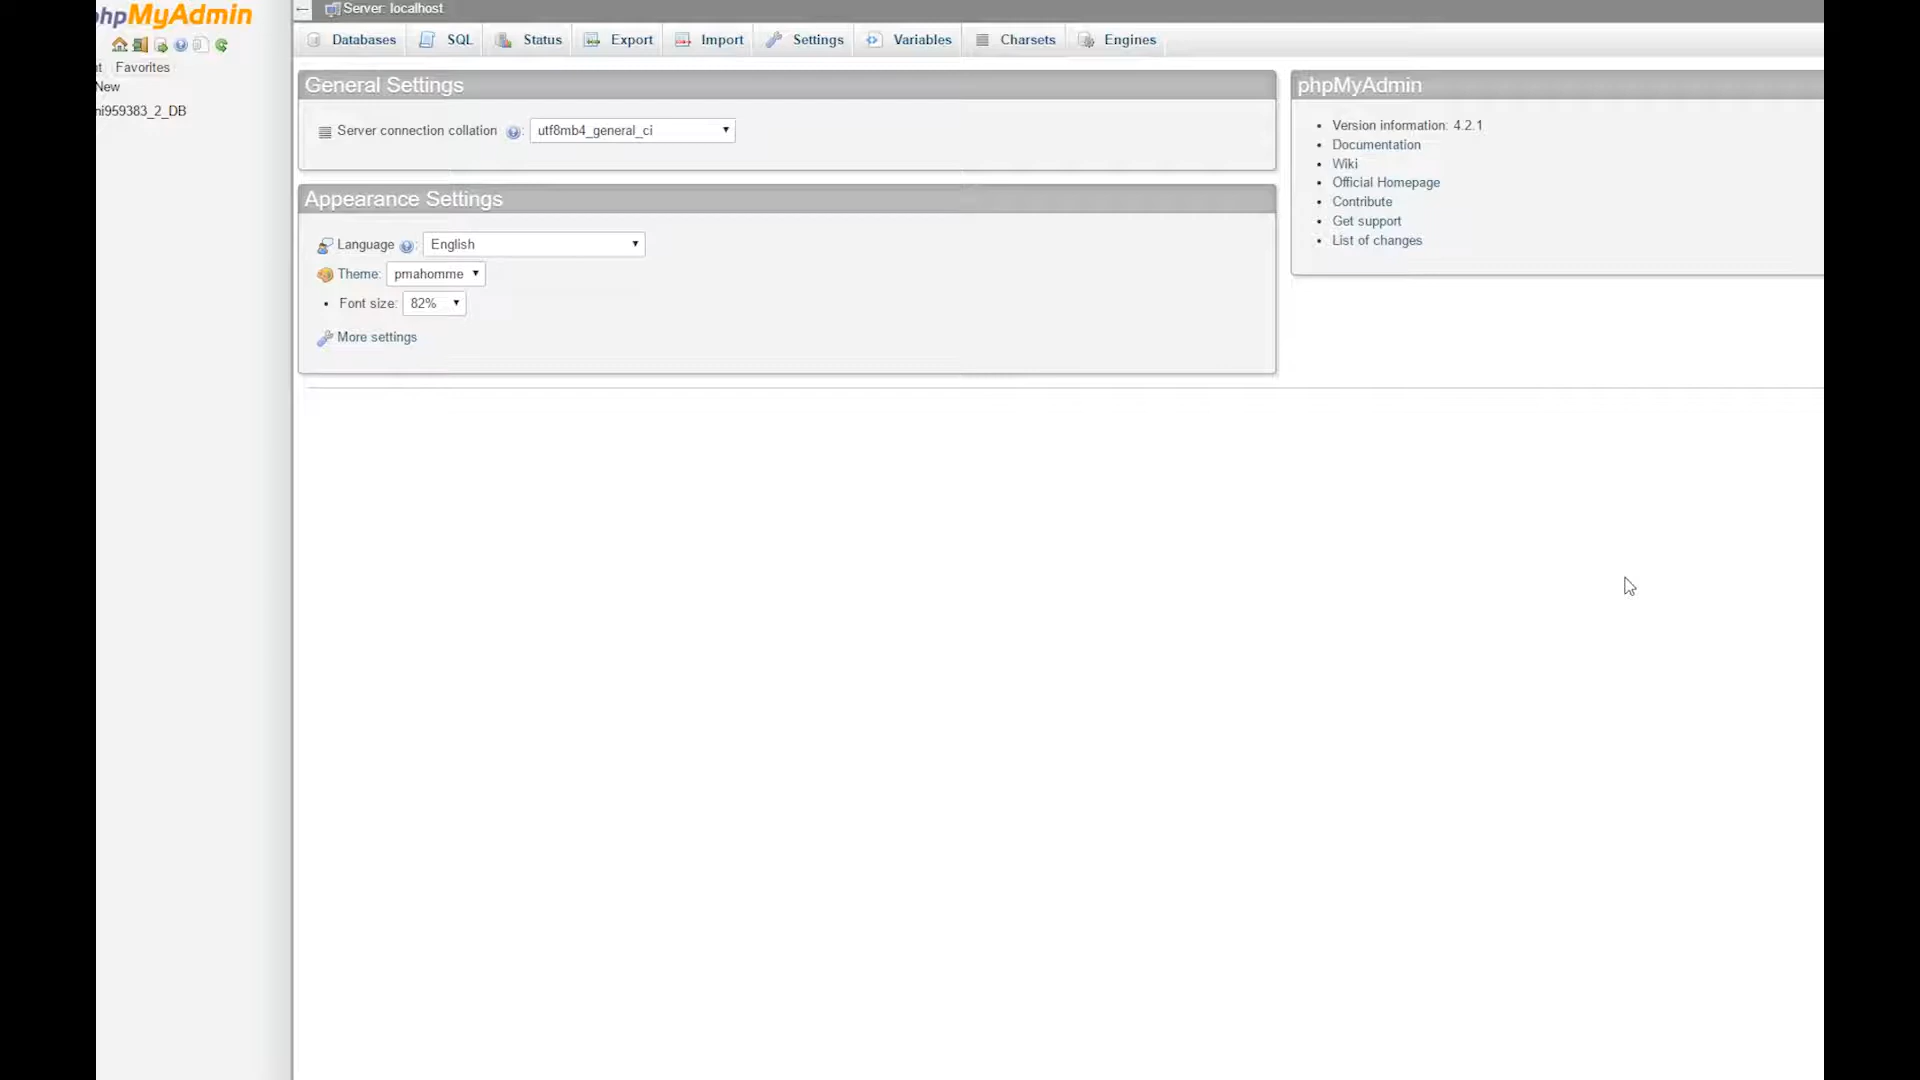 phpMyAdmin
Favorites
New
ni959383_2_DB
Server: localhost
Databases
SQL
Status
Export
Import
Settings
Variables
Charsets
Engines
General Settings
Server connection collation : utf8mb4_general_ci
Appearance Settings
Language : English
Theme: pmahomme
Font size: 82%
More settings
phpMyAdmin
Version information: 4.2.1
Documentation
Wiki
Official Homepage
Contribute
Get support
List of changes